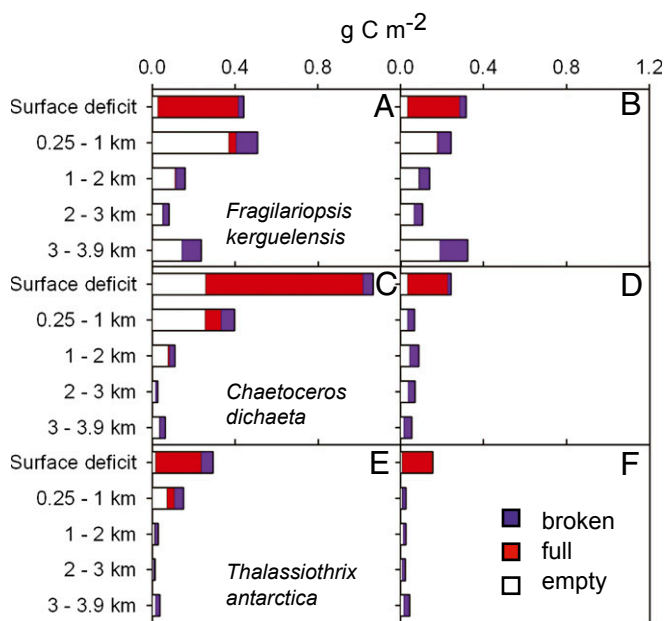 g C m-2
0.0 0.4 0.8 0.0 0.4 0.8 1.2
Surface deficit A B
0.25 - 1 km
1 - 2 km
2 - 3 km Fragilariopsis
3 - 3.9 km kerguelensis
Surface deficit C D
0.25 - 1 km
1 - 2 km
2 - 3 km Chaetoceros
3 - 3.9 km dichaeta
Surface deficit E F
0.25 - 1 km broken
1 - 2 km full
2 - 3 km Thalassiothrix empty
3 - 3.9 km antarctica